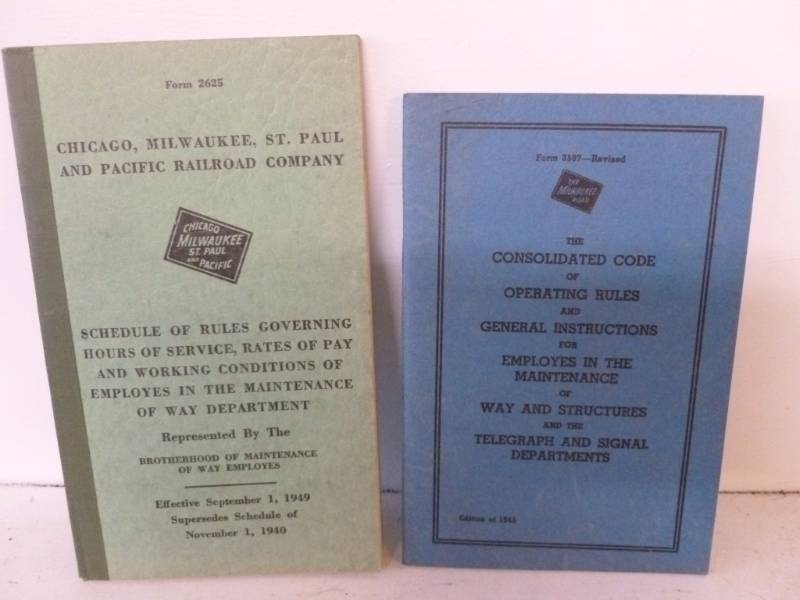 Form 2625
CHICAGO, MILWAUKEE, ST. PAUL
AND PACIFIC RAILROAD COMPANY
CHICAGO
MILWAUKEE
ST. PAUL
AND PACIFIC
SCHEDULE OF RULES GOVERNING
HOURS OF SERVICE, RATES OF PAY
AND WORKING CONDITIONS OF
EMPLOYES IN THE MAINTENANCE
OF WAY DEPARTMENT
Represented By The
BROTHERHOOD OF MAINTENANCE
OF WAY EMPLOYES
Effective September 1, 1949
Supersedes Schedule of
November 1, 1940
Form 3597—Revised
THE
MILWAUKEE
ROAD
THE
CONSOLIDATED CODE
OF
OPERATING RULES
AND
GENERAL INSTRUCTIONS
FOR
EMPLOYES IN THE
MAINTENANCE
OF
WAY AND STRUCTURES
AND THE
TELEGRAPH AND SIGNAL
DEPARTMENTS
Edition of